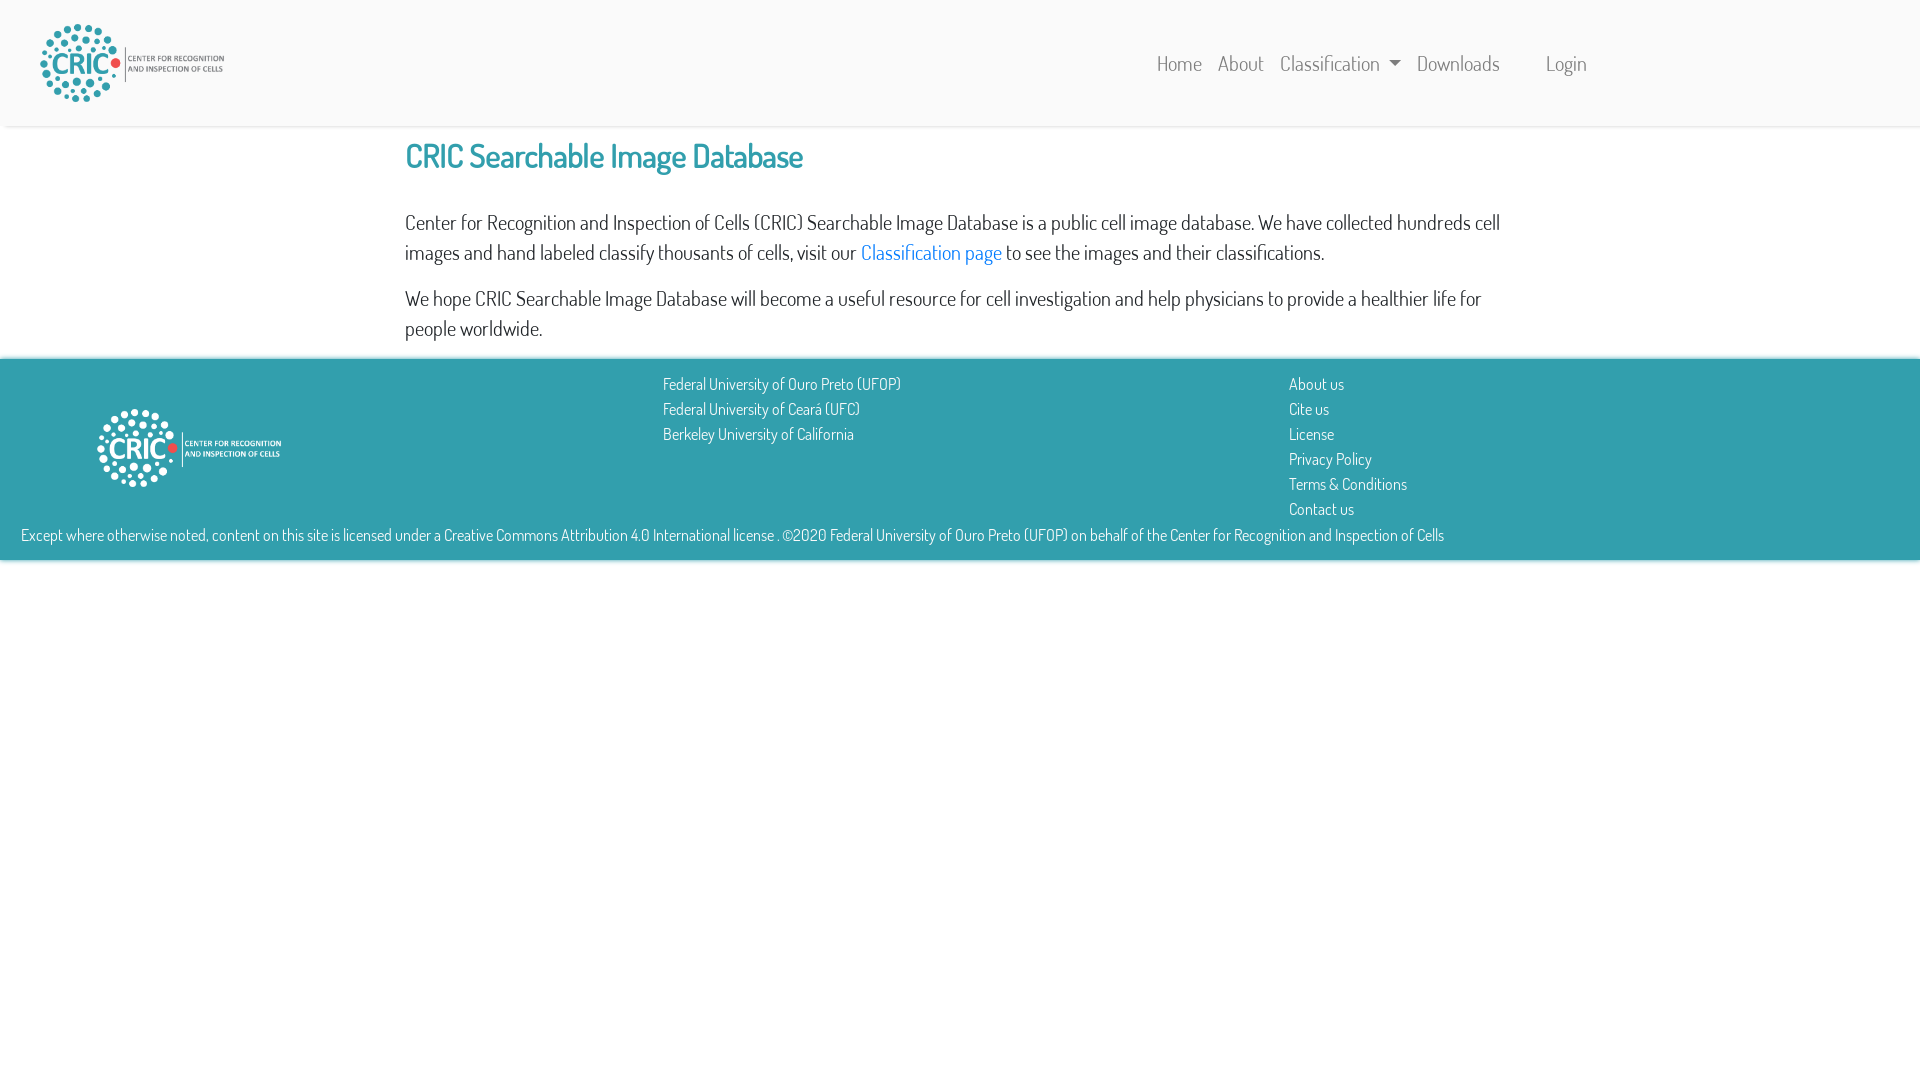 CRIC
CENTER FOR RECOGNITION
AND INSPECTION OF CELLS
Home About Classification Downloads Login
CRIC Searchable Image Database
Center for Recognition and Inspection of Cells (CRIC) Searchable Image Database is a public cell image database. We have collected hundreds cell
images and hand labeled classify thousants of cells, visit our Classification page to see the images and their classifications.
We hope CRIC Searchable Image Database will become a useful resource for cell investigation and help physicians to provide a healthier life for
people worldwide.
CRIC
CENTER FOR RECOGNITION
AND INSPECTION OF CELLS
Federal University of Ouro Preto (UFOP)
Federal University of Ceará (UFC)
Berkeley University of California
About us
Cite us
License
Privacy Policy
Terms & Conditions
Contact us
Except where otherwise noted, content on this site is licensed under a Creative Commons Attribution 4.0 International license . ©2020 Federal University of Ouro Preto (UFOP) on behalf of the Center for Recognition and Inspection of Cells